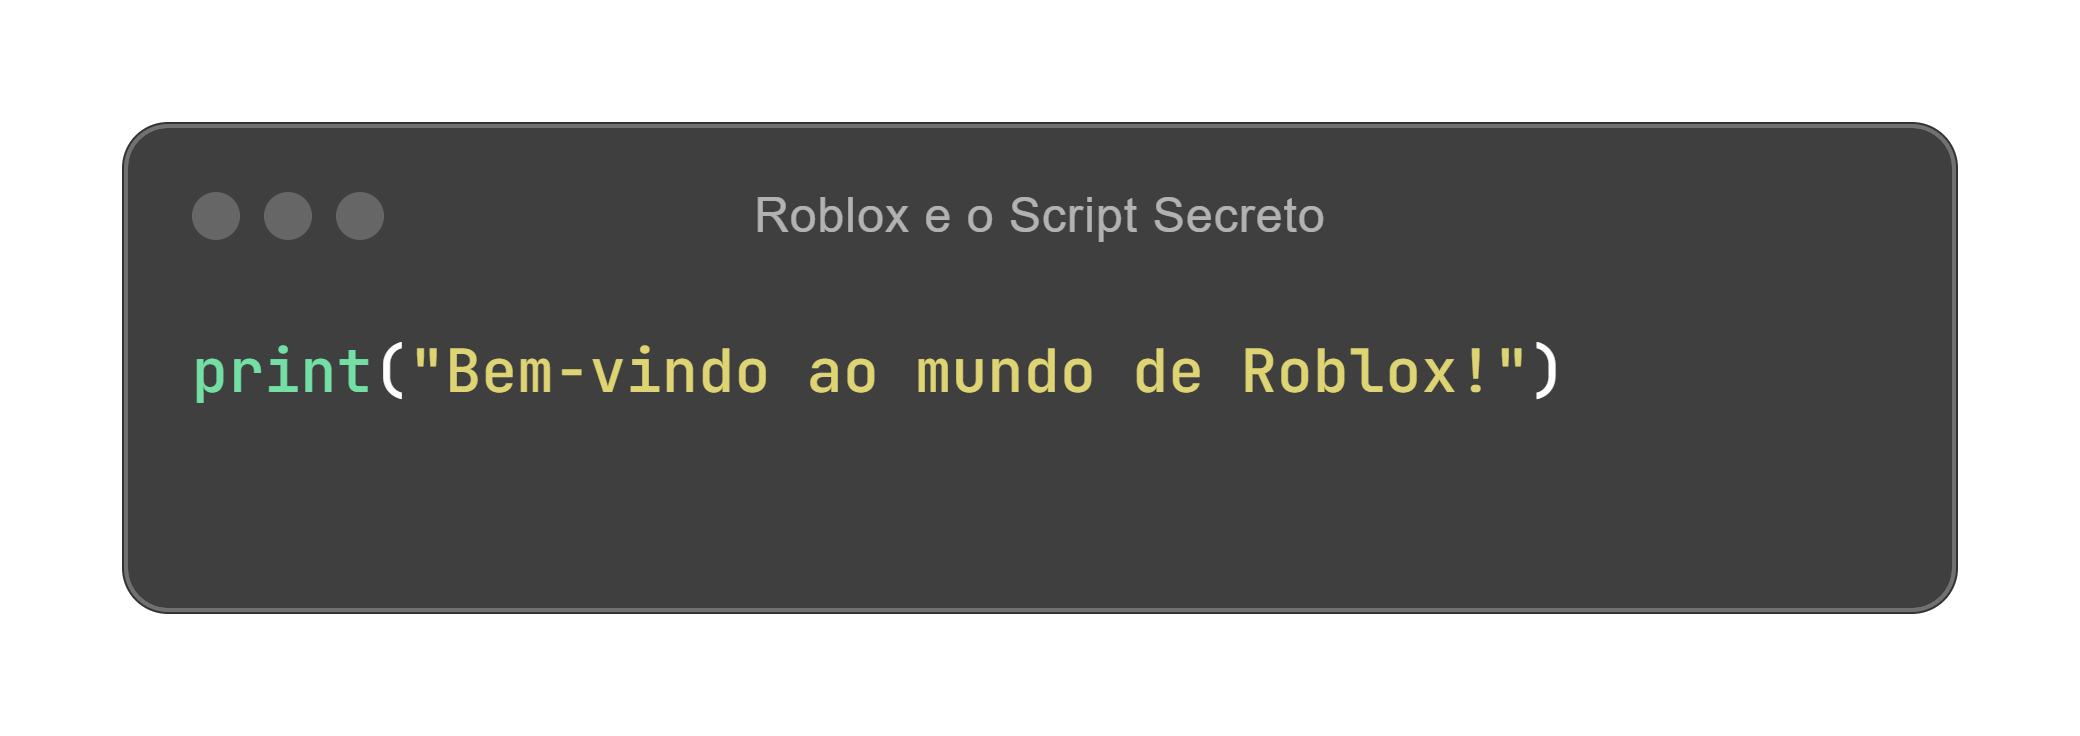 Roblox e o Script Secreto
print("Bem-vindo ao mundo de Roblox!")